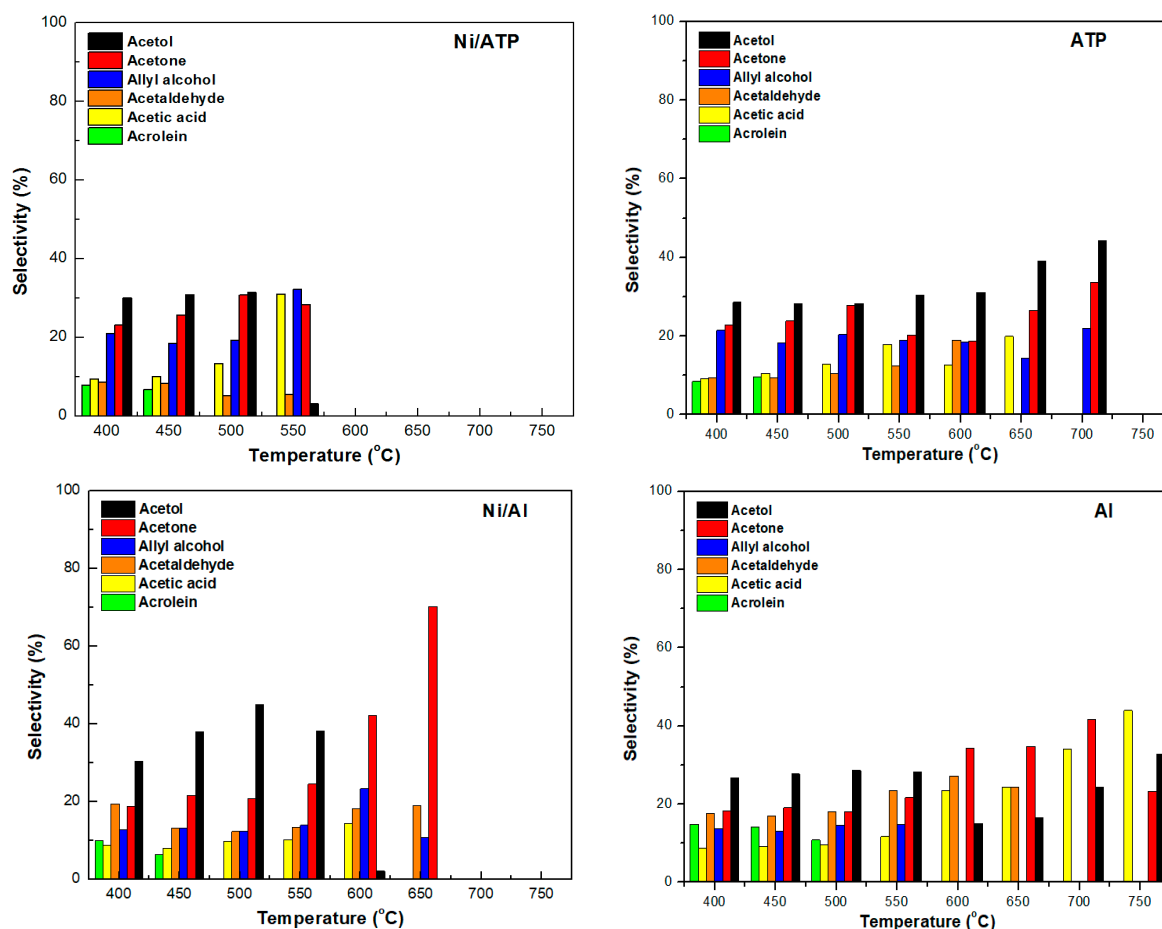 Ni/ATP
Acetol
Acetone
Allyl alcohol
Acetaldehyde
Acetic acid
Acrolein
Selectivity (%)
100
80
60
40
20
0
400 450 500 550 600 650 700 750
Temperature (°C)
ATP
Acetol
Acetone
Allyl alcohol
Acetaldehyde
Acetic acid
Acrolein
Selectivity (%)
100
80
60
40
20
0
400 450 500 550 600 650 700 750
Temperature (°C)
Ni/Al
Acetol
Acetone
Allyl alcohol
Acetaldehyde
Acetic acid
Acrolein
Selectivity (%)
100
80
60
40
20
0
400 450 500 550 600 650 700 750
Temperature (°C)
Al
Acetol
Acetone
Allyl alcohol
Acetaldehyde
Acetic acid
Acrolein
Selectivity (%)
100
80
60
40
20
0
400 450 500 550 600 650 700 750
Temperature (°C)